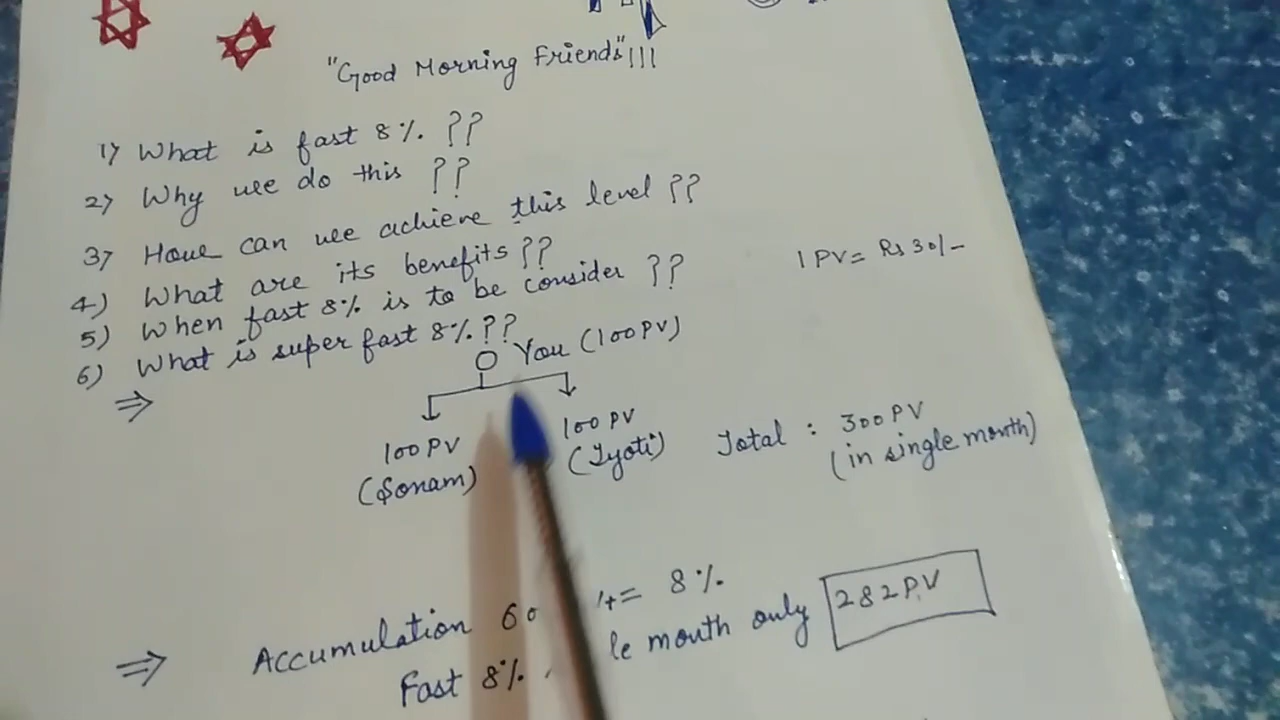 "Good Morning Friends"!!!
1) What is fast 8% ??
2) Why we do this ??
3) How can we achieve this level ??
4) What are its benefits ??
1 PV = Rs 30/-
5) When fast 8% is to be consider ??
6) What is super fast 8% ??
You (100 PV)
⇒
100 PV 100 PV
(Sonam) (Jyoti)
Total : 300 PV
(in single month)
⇒ Accumulation = 8%
Fast 8% month only 282 PV